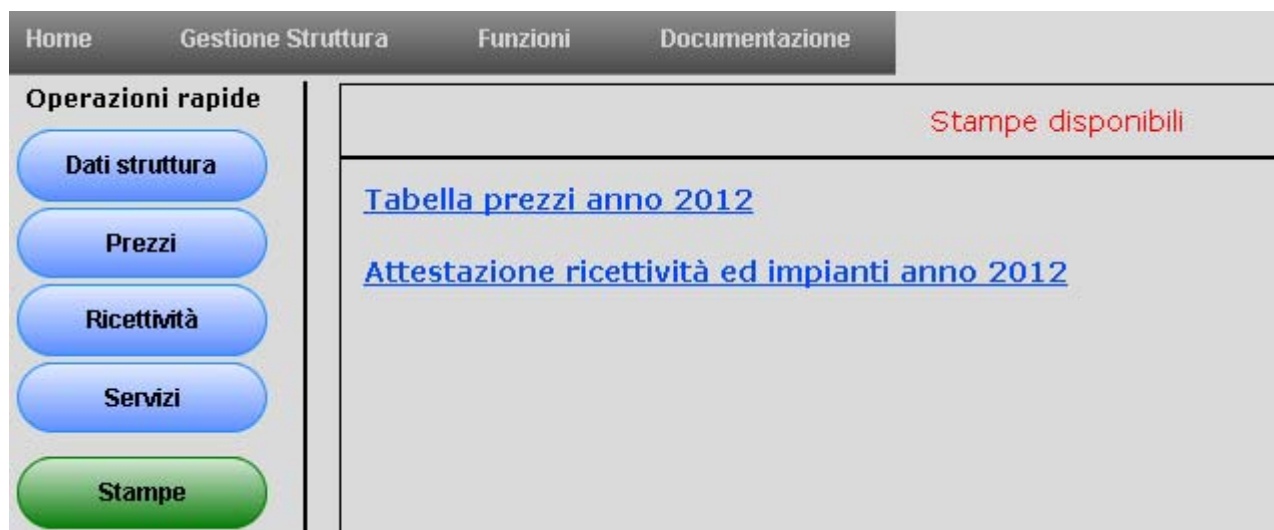 Home Gestione Struttura Funzioni Documentazione
Operazioni rapide
Dati struttura
Prezzi
Ricettività
Servizi
Stampe
Stampe disponibili
Tabella prezzi anno 2012
Attestazione ricettività ed impianti anno 2012